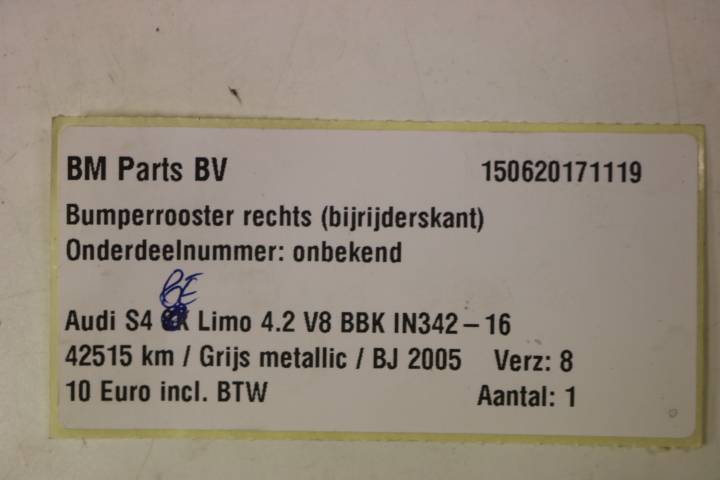 BM Parts BV 150620171119
Bumperrooster rechts (bijrijderskant)
Onderdeelnummer: onbekend
8E
Audi S4 Limo 4.2 V8 BBK IN342 – 16
42515 km / Grijs metallic / BJ 2005 Verz: 8
10 Euro incl. BTW Aantal: 1